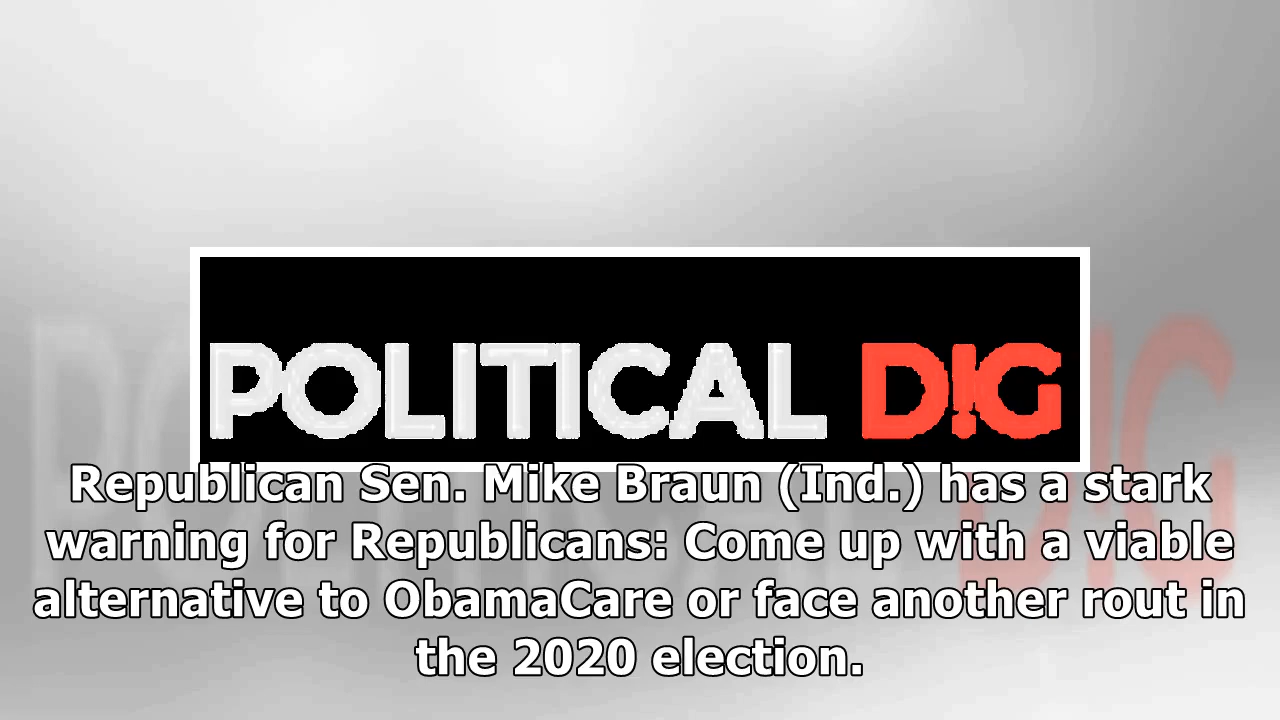 POLITICAL D!G
Republican Sen. Mike Braun (Ind.) has a stark
warning for Republicans: Come up with a viable
alternative to ObamaCare or face another rout in
the 2020 election.